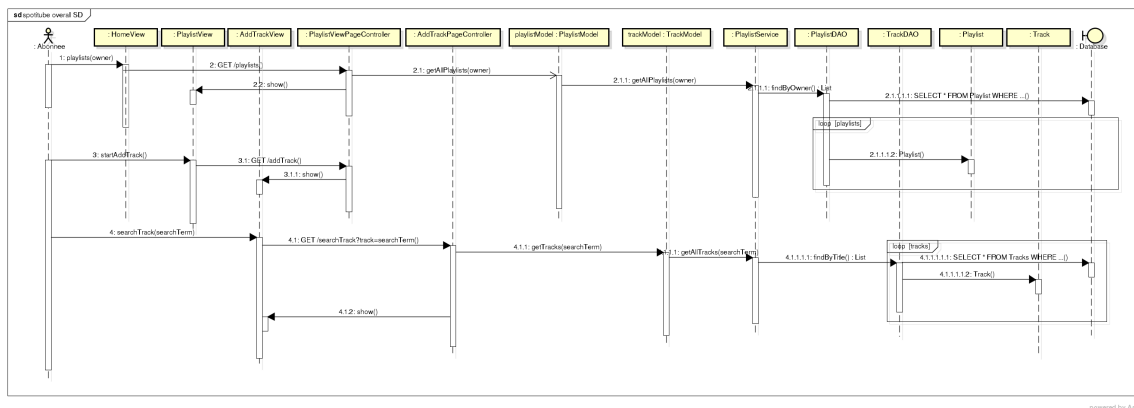 sd spotitube overal SD
: Abonnee
: HomeView
: PlaylistView
: AddTrackView
: PlaylistViewPageController
: AddTrackPageController
playlistModel : PlaylistModel
trackModel : TrackModel
: PlaylistService
: PlaylistDAO
: TrackDAO
: Playlist
: Track
: Database
1: playlists(owner)
2: GET /playlists()
2.1: getAllPlaylists(owner)
2.1.1: getAllPlaylists(owner)
2.2: show()
2.1.1.1: findByOwner() : List
2.1.1.1.1: SELECT * FROM Playlist WHERE ...()
loop [playlists]
3: startAddTrack()
2.1.1.1.2: Playlist()
3.1: GET /addTrack()
3.1.1: show()
4: searchTrack(searchTerm)
4.1: GET /searchTrack?track=searchTerm()
loop [tracks]
4.1.1: getTracks(searchTerm)
4.1.1.1: getAllTracks(searchTerm)
4.1.1.1.1: findByTitle() : List
4.1.1.1.1.1: SELECT * FROM Tracks WHERE ...()
4.1.1.1.1.2: Track()
4.1.2: show()
powered by As